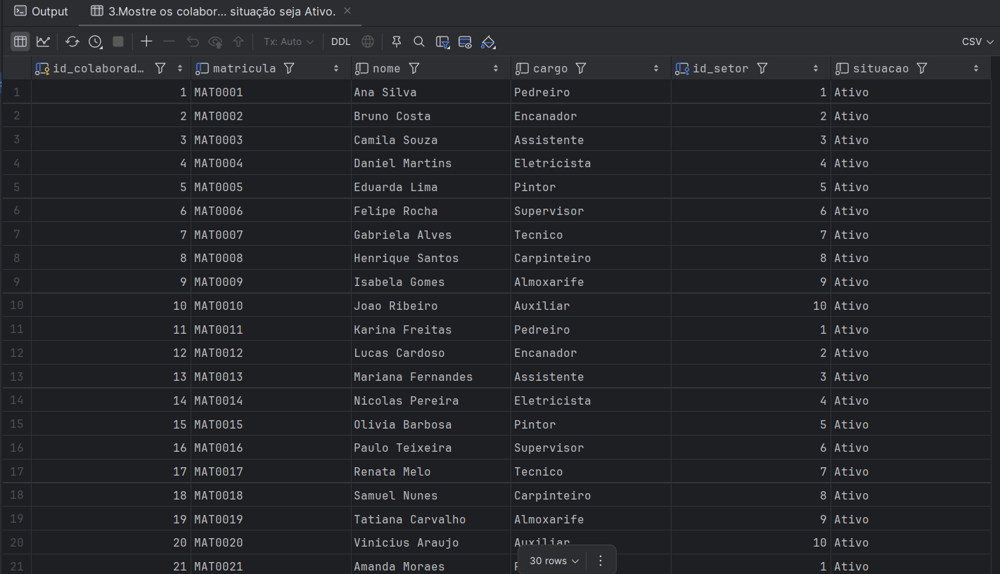 Output 3.Mostre os colabor... situação seja Ativo.
Tx: Auto DDL CSV
id_colaborad... matricula nome cargo id_setor situacao
1 1 MAT0001 Ana Silva Pedreiro 1 Ativo
2 2 MAT0002 Bruno Costa Encanador 2 Ativo
3 3 MAT0003 Camila Souza Assistente 3 Ativo
4 4 MAT0004 Daniel Martins Eletricista 4 Ativo
5 5 MAT0005 Eduarda Lima Pintor 5 Ativo
6 6 MAT0006 Felipe Rocha Supervisor 6 Ativo
7 7 MAT0007 Gabriela Alves Tecnico 7 Ativo
8 8 MAT0008 Henrique Santos Carpinteiro 8 Ativo
9 9 MAT0009 Isabela Gomes Almoxarife 9 Ativo
10 10 MAT0010 Joao Ribeiro Auxiliar 10 Ativo
11 11 MAT0011 Karina Freitas Pedreiro 1 Ativo
12 12 MAT0012 Lucas Cardoso Encanador 2 Ativo
13 13 MAT0013 Mariana Fernandes Assistente 3 Ativo
14 14 MAT0014 Nicolas Pereira Eletricista 4 Ativo
15 15 MAT0015 Olivia Barbosa Pintor 5 Ativo
16 16 MAT0016 Paulo Teixeira Supervisor 6 Ativo
17 17 MAT0017 Renata Melo Tecnico 7 Ativo
18 18 MAT0018 Samuel Nunes Carpinteiro 8 Ativo
19 19 MAT0019 Tatiana Carvalho Almoxarife 9 Ativo
20 20 MAT0020 Vinicius Araujo Auxiliar 10 Ativo
21 21 MAT0021 Amanda Moraes 1 Ativo
30 rows